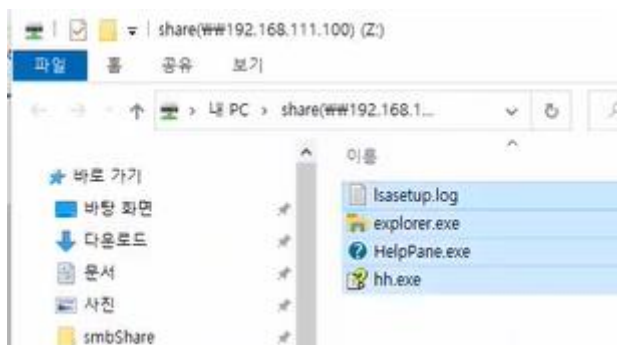 share(₩₩192.168.111.100) (Z:)
파일 홈 공유 보기
내 PC › share(₩₩192.168.1...
이름
바로 가기
바탕 화면
다운로드
문서
사진
smbShare
lsasetup.log
explorer.exe
HelpPane.exe
hh.exe